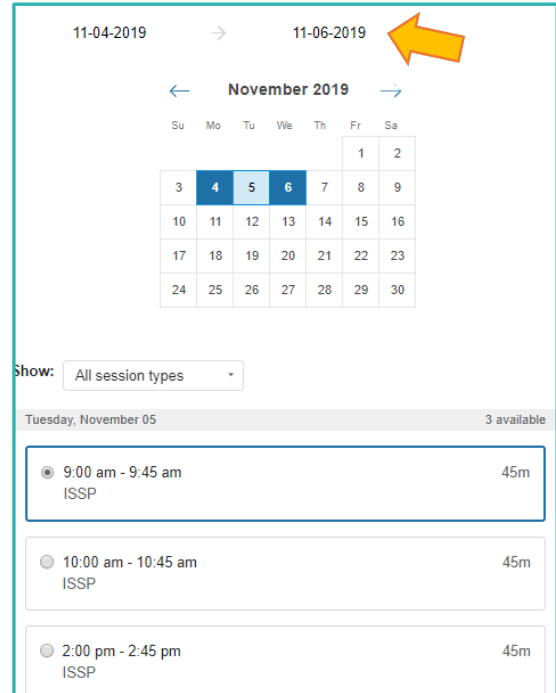 11-04-2019 → 11-06-2019
← November 2019 →
Su Mo Tu We Th Fr Sa
1 2
3 4 5 6 7 8 9
10 11 12 13 14 15 16
17 18 19 20 21 22 23
24 25 26 27 28 29 30
Show: All session types
Tuesday, November 05 3 available
9:00 am - 9:45 am 45m
ISSP
10:00 am - 10:45 am 45m
ISSP
2:00 pm - 2:45 pm 45m
ISSP